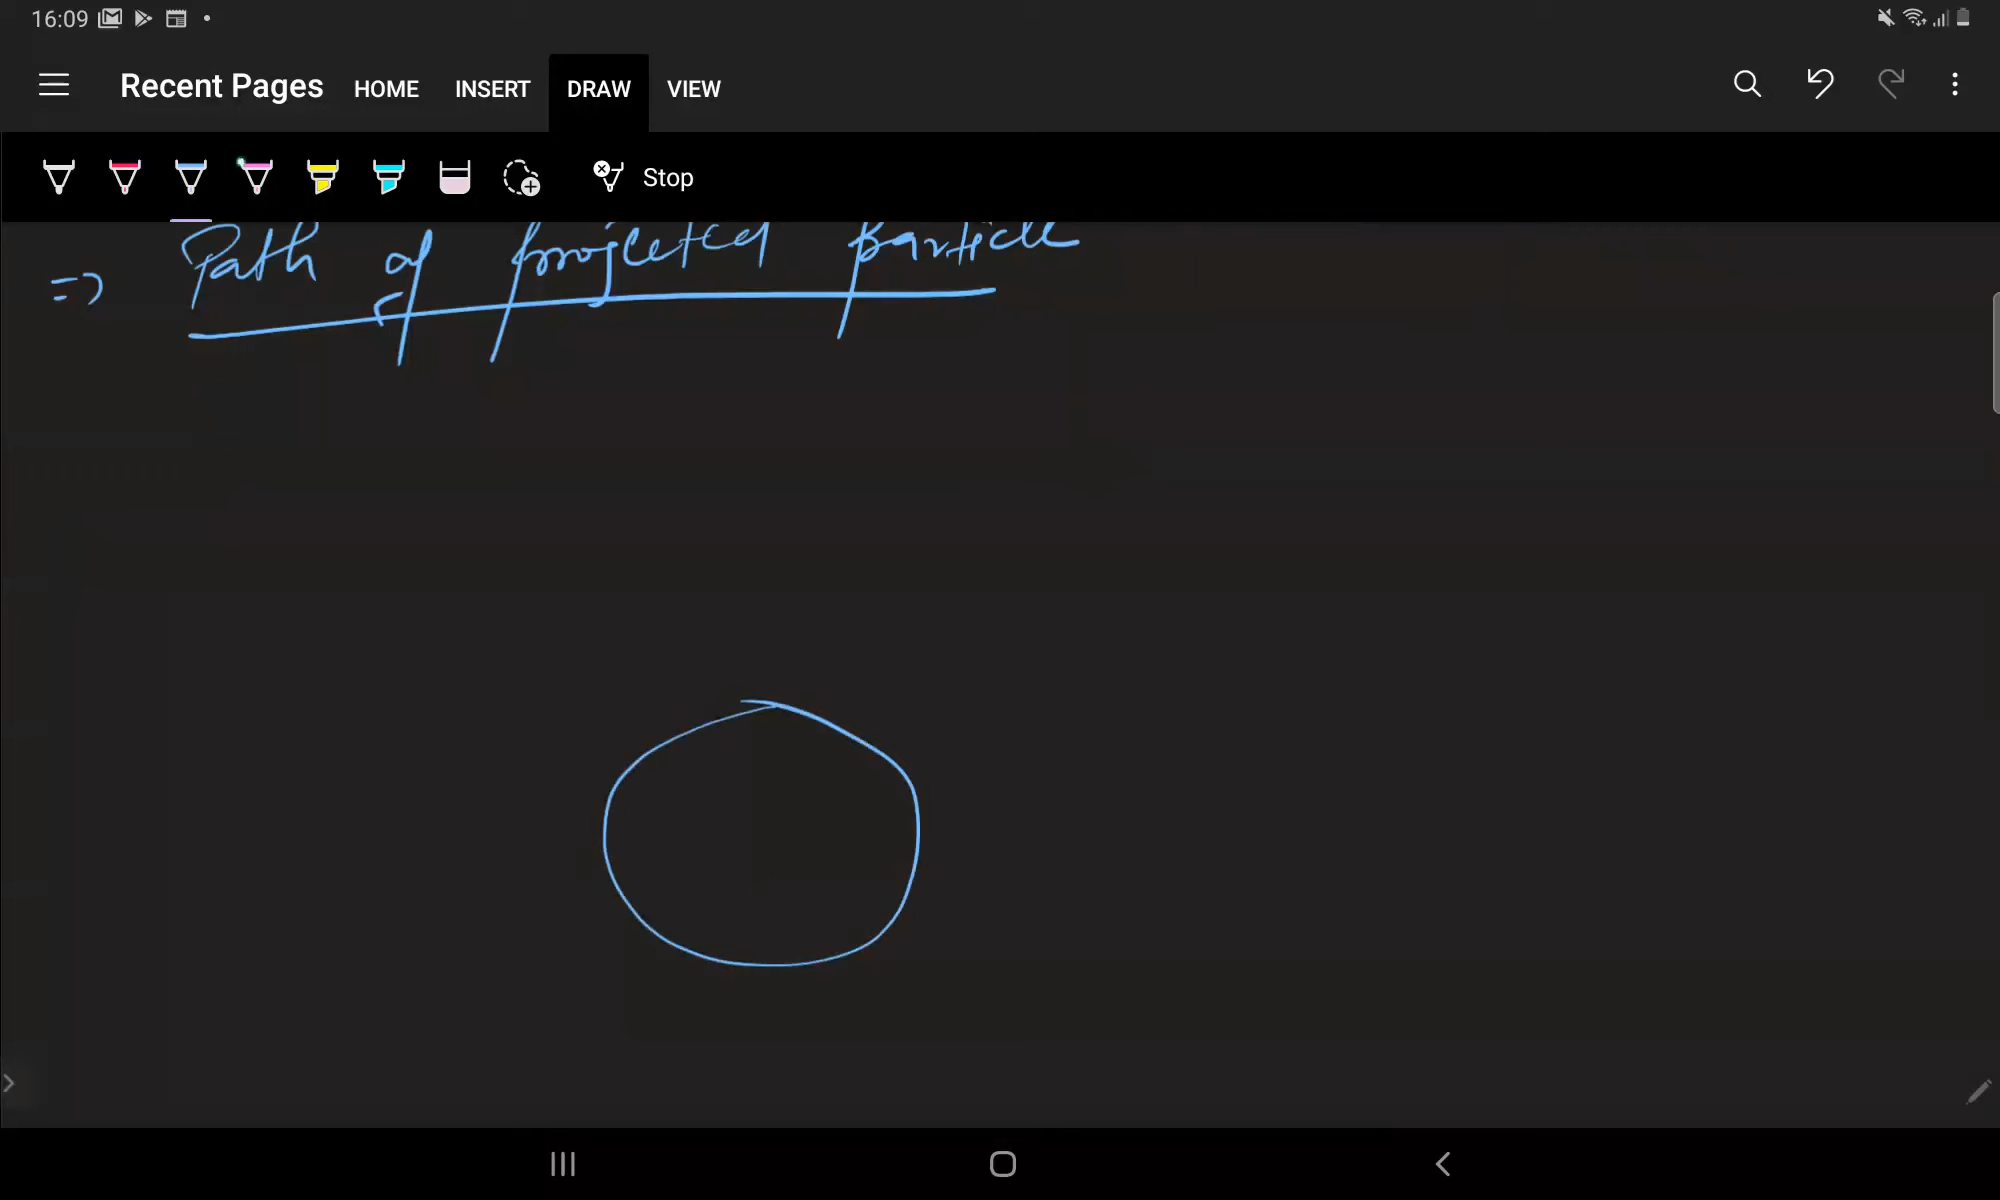 16:09
Recent Pages HOME INSERT DRAW VIEW
Stop
=> Path of projected particle